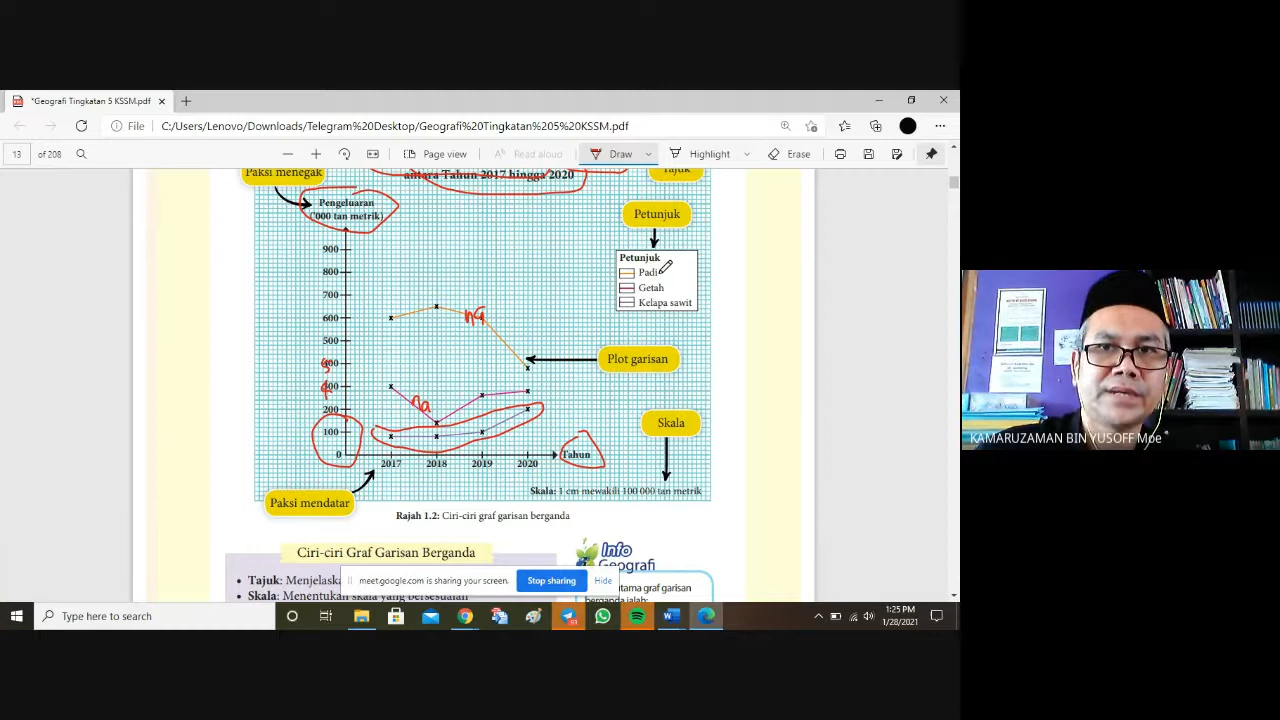 *Geografi Tingkatan 5 KSSM.pdf
File C:/Users/Lenovo/Downloads/Telegram%20Desktop/Geografi%20Tingkatan%205%20KSSM.pdf
13 of 208 Page view Read aloud Draw Highlight Erase
Paksi menegak
antara Tahun 2017 hingga 2020
Tajuk
Pengeluaran
('000 tan metrik)
Petunjuk
Petunjuk
Padi
Getah
Kelapa sawit
900
800
700
600
500
400
300
200
100
0
2017 2018 2019 2020 Tahun
Plot garisan
Skala
Skala: 1 cm mewakili 100 000 tan metrik
Paksi mendatar
Rajah 1.2: Ciri-ciri graf garisan berganda
Ciri-ciri Graf Garisan Berganda
Info
Geografi
• Tajuk: Menjelaska
• Skala: Menentukan skala yang bersesuaian
utama graf garisan
berganda ialah:
meet.google.com is sharing your screen. Stop sharing Hide
KAMARUZAMAN BIN YUSOFF Moe
Type here to search
1:25 PM
1/28/2021